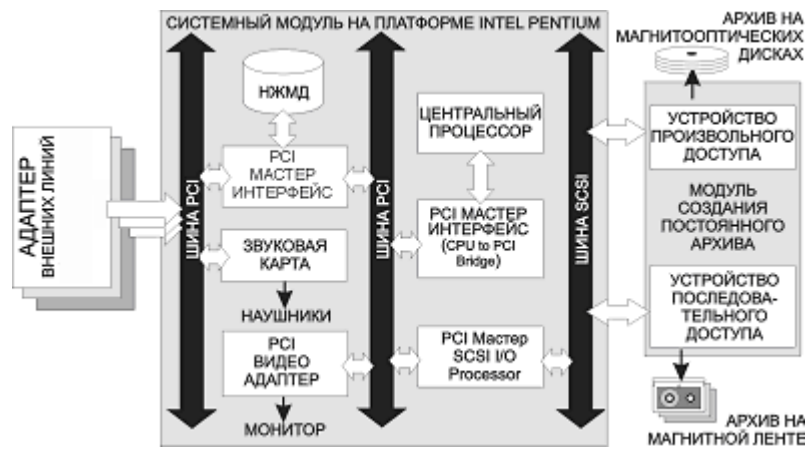 СИСТЕМНЫЙ МОДУЛЬ НА ПЛАТФОРМЕ INTEL PENTIUM
АРХИВ НА
МАГНИТООПТИЧЕСКИХ
ДИСКАХ
АДАПТЕР
ВНЕШНИХ ЛИНИЙ
ШИНА PCI
НЖМД
PCI
МАСТЕР
ИНТЕРФЕЙС
ЗВУКОВАЯ
КАРТА
НАУШНИКИ
PCI
ВИДЕО
АДАПТЕР
МОНИТОР
ШИНА PCI
ЦЕНТРАЛЬНЫЙ
ПРОЦЕССОР
PCI МАСТЕР
ИНТЕРФЕЙС
(CPU to PCI
Bridge)
PCI Мастер
SCSI I/O
Processor
ШИНА SCSI
УСТРОЙСТВО
ПРОИЗВОЛЬНОГО
ДОСТУПА
МОДУЛЬ
СОЗДАНИЯ
ПОСТОЯННОГО
АРХИВА
УСТРОЙСТВО
ПОСЛЕДОВА-
ТЕЛЬНОГО
ДОСТУПА
АРХИВ НА
МАГНИТНОЙ ЛЕНТЕ